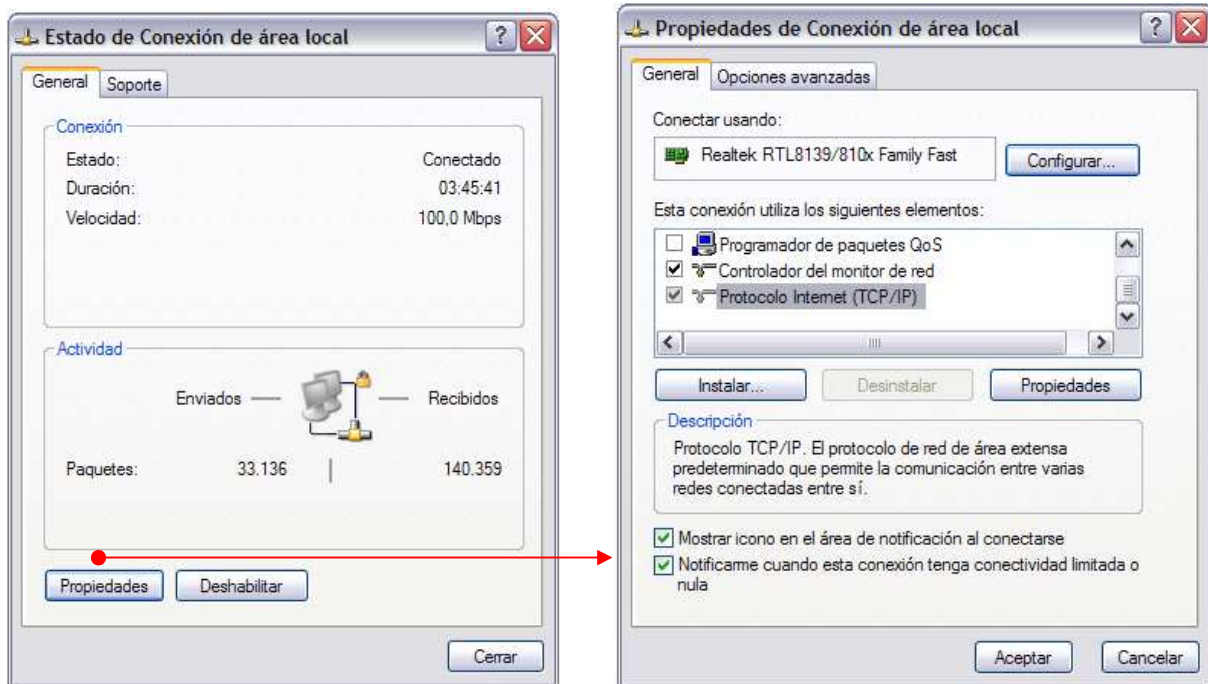 Estado de Conexión de área local
General
Soporte
Conexión
Estado: Conectado
Duración: 03:45:41
Velocidad: 100,0 Mbps
Actividad
Enviados
Recibidos
Paquetes: 33.136 140.359
Propiedades
Deshabilitar
Cerrar
Propiedades de Conexión de área local
General
Opciones avanzadas
Conectar usando:
Realtek RTL8139/810x Family Fast
Configurar...
Esta conexión utiliza los siguientes elementos:
Programador de paquetes QoS
Controlador del monitor de red
Protocolo Internet (TCP/IP)
Instalar...
Desinstalar
Propiedades
Descripción
Protocolo TCP/IP. El protocolo de red de área extensa
predeterminado que permite la comunicación entre varias
redes conectadas entre sí.
Mostrar icono en el área de notificación al conectarse
Notificarme cuando esta conexión tenga conectividad limitada o
nula
Aceptar
Cancelar